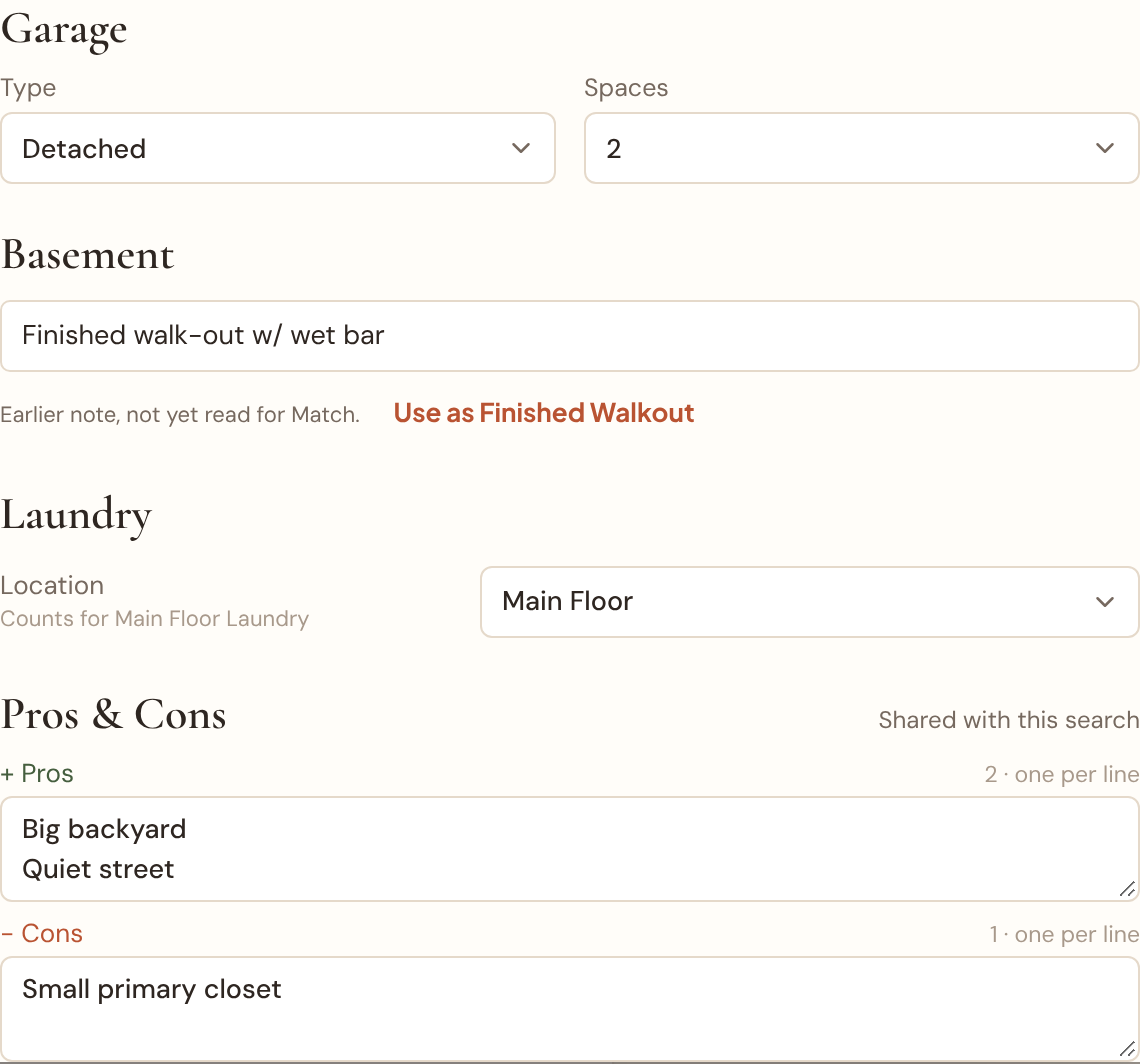 Garage
Type
Spaces
Detached
2
Basement
Finished walk-out w/ wet bar
Earlier note, not yet read for Match.
Use as Finished Walkout
Laundry
Location
Counts for Main Floor Laundry
Main Floor
Pros & Cons
Shared with this search
+ Pros
2 · one per line
Big backyard
Quiet street
− Cons
1 · one per line
Small primary closet